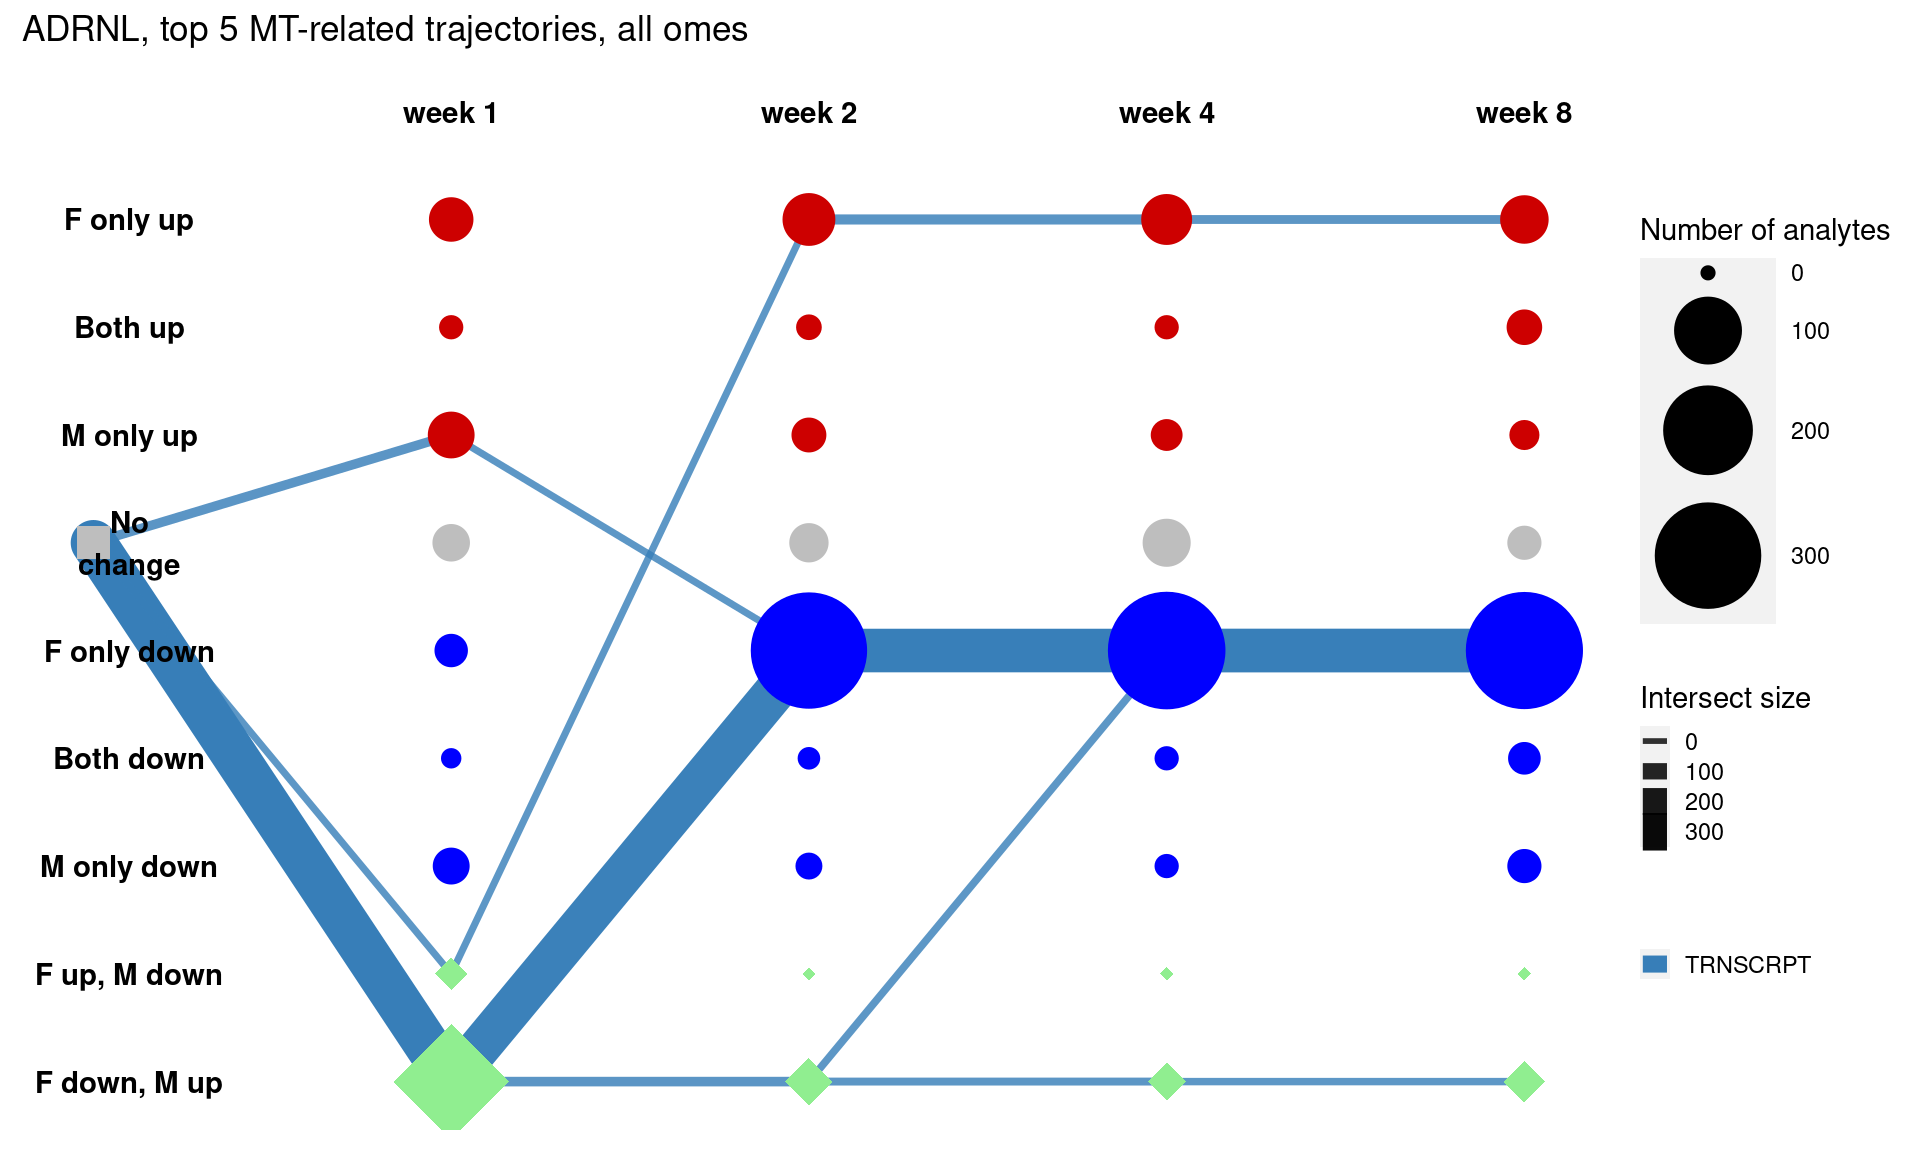 ADRNL, top 5 MT-related trajectories, all omes
week 1
week 2
week 4
week 8
F only up
Both up
M only up
No
change
F only down
Both down
M only down
F up, M down
F down, M up
Number of analytes
0
100
200
300
Intersect size
0
100
200
300
TRNSCRPT